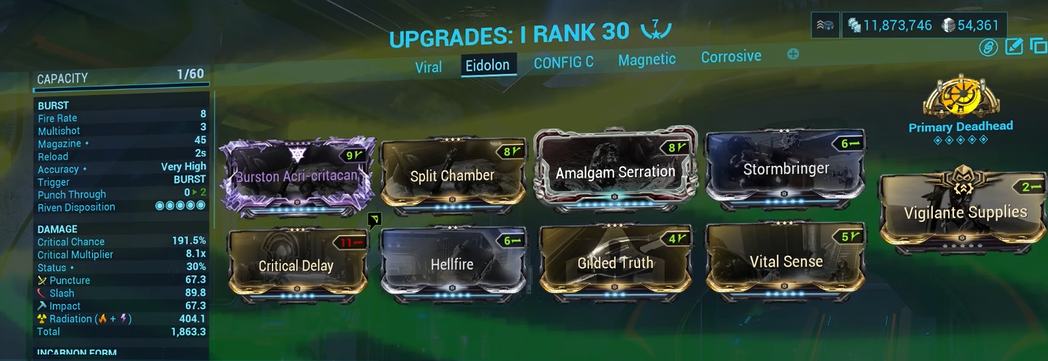 UPGRADES: I RANK 30 7
11,873,746 54,361
Viral Eidolon CONFIG C Magnetic Corrosive
CAPACITY 1/60
BURST
Fire Rate 8
Multishot 3
Magazine 45
Reload 2s
Accuracy Very High
Trigger BURST
Punch Through 0 2
Riven Disposition
DAMAGE
Critical Chance 191.5%
Critical Multiplier 8.1x
Status 30%
Puncture 67.3
Slash 89.8
Impact 67.3
Radiation ( + ) 404.1
Total 1,863.3
INCARNON FORM
9
Burston Acri-critacan
8
Split Chamber
8
Amalgam Serration
6
Stormbringer
11
Critical Delay
6
Hellfire
4
Gilded Truth
5
Vital Sense
Primary Deadhead
2
Vigilante Supplies